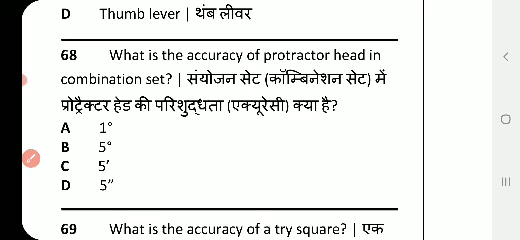 D Thumb lever | थंब लीवर
68 What is the accuracy of protractor head in
combination set? | संयोजन सेट (कॉम्बिनेशन सेट) में
प्रोट्रैक्टर हेड की परिशुद्धता (एक्यूरेसी) क्या है?
A 1°
B 5°
C 5’
D 5”
69 What is the accuracy of a try square? | एक